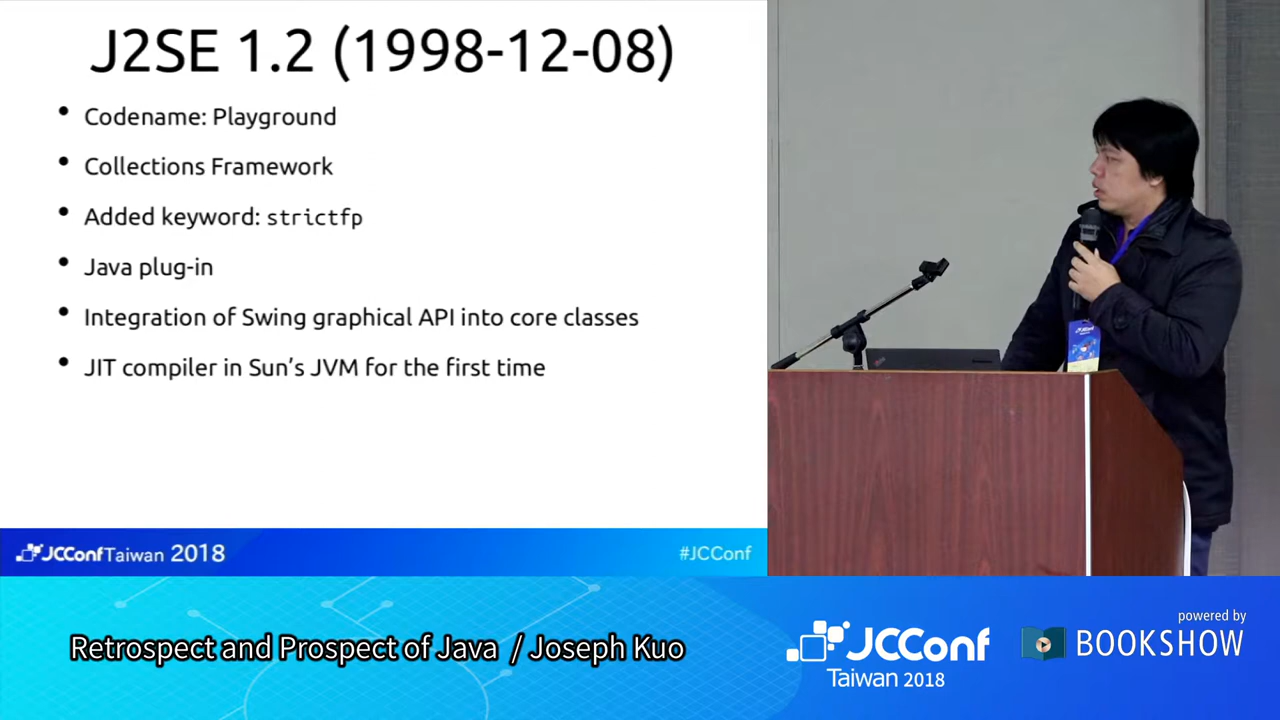 J2SE 1.2 (1998-12-08)
Codename: Playground
Collections Framework
Added keyword: strictfp
Java plug-in
Integration of Swing graphical API into core classes
JIT compiler in Sun's JVM for the first time
JCConf Taiwan 2018
#JCConf
Retrospect and Prospect of Java / Joseph Kuo
JCConf
Taiwan 2018
powered by
BOOKSHOW